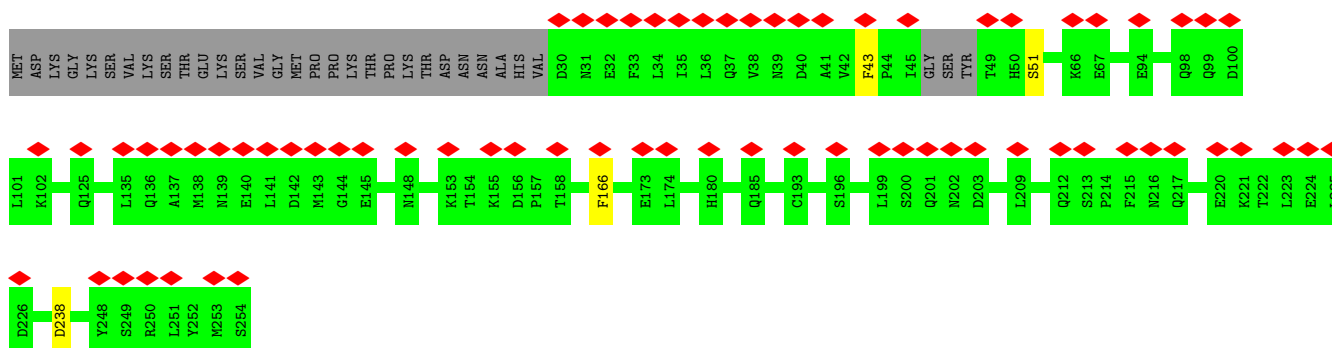 MET ASP LYS GLY LYS SER VAL LYS SER THR GLU LYS SER VAL GLY MET PRO PRO LYS THR PRO LYS THR ASP ASN ASN ALA HIS VAL D30 N31 E32 F33 L34 I35 L36 Q37 V38 N39 D40 A41 V42 F43 P44 I45 GLY SER TYR T49 H50 S51 K66 E67 E94 Q98 Q99 D100
L101 K102 Q125 L135 Q136 A137 M138 N139 E140 L141 D142 M143 G144 E145 N148 K153 T154 K155 D156 P157 T158 F166 E173 L174 H180 Q185 C193 S196 L199 S200 Q201 N202 D203 L209 Q212 S213 P214 F215 N216 Q217 E220 K221 T222 L223 E224
D226 D238 Y248 S249 R250 L251 Y252 M253 S254